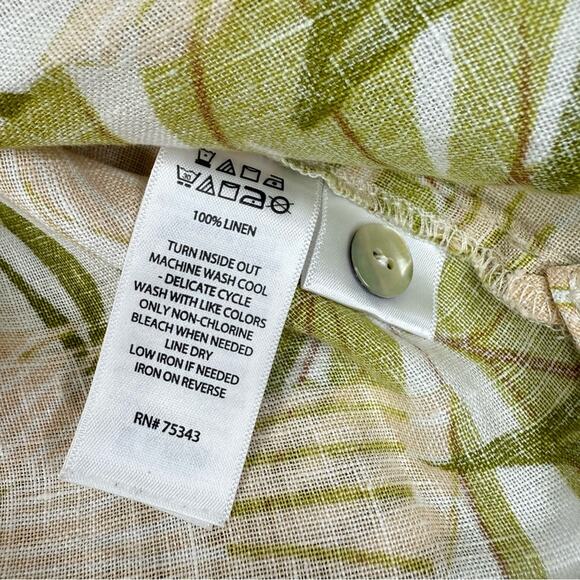 30
100% LINEN
TURN INSIDE OUT
MACHINE WASH COOL
- DELICATE CYCLE
WASH WITH LIKE COLORS
ONLY NON-CHLORINE
BLEACH WHEN NEEDED
LINE DRY
LOW IRON IF NEEDED
IRON ON REVERSE
RN# 75343